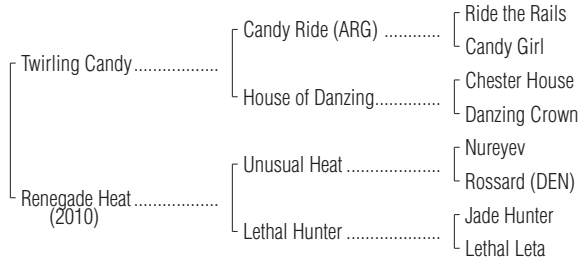 Ride the Rails
Candy Ride (ARG) ............
Candy Girl
Twirling Candy..................
Chester House
House of Danzing..............
Danzing Crown
Nureyev
Unusual Heat ....................
Rossard (DEN)
Renegade Heat..................
(2010)
Jade Hunter
Lethal Hunter ....................
Lethal Leta